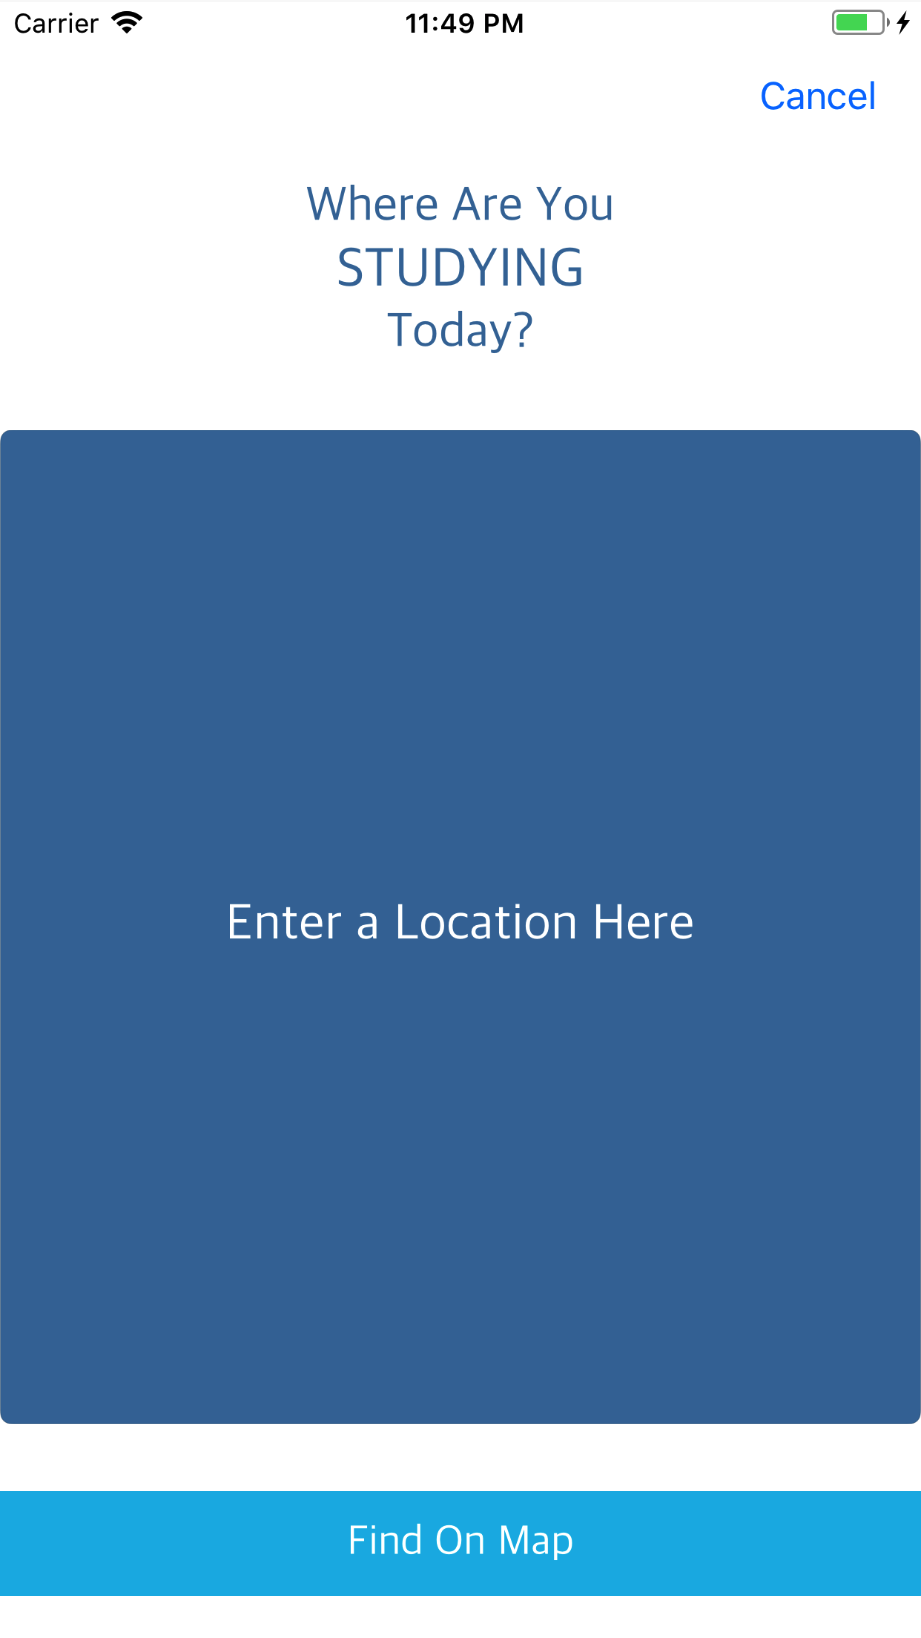 Carrier 11:49 PM
Cancel
Where Are You
STUDYING
Today?
Enter a Location Here
Find On Map